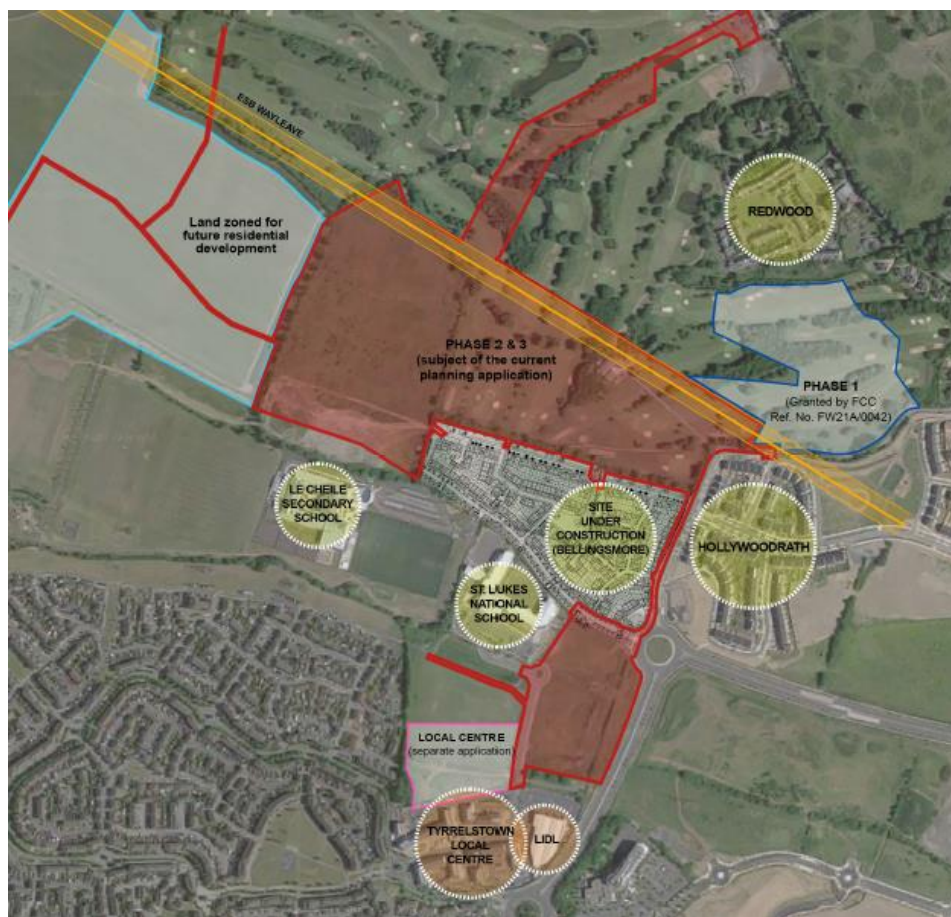 ESB WAYLEAVE
REDWOOD
Land zoned for
future residential
development
PHASE 2 & 3
(subject of the current
planning application)
PHASE 1
(Granted by FCC
Ref. No. FW21A/0042)
LE CHEILE
SECONDARY
SCHOOL
SITE
UNDER
CONSTRUCTION
(BELLINGSMORE)
HOLLYWOODRATH
ST. LUKES
NATIONAL
SCHOOL
LOCAL CENTRE
(separate application)
TYRRELSTOWN
LOCAL
CENTRE
LIDL